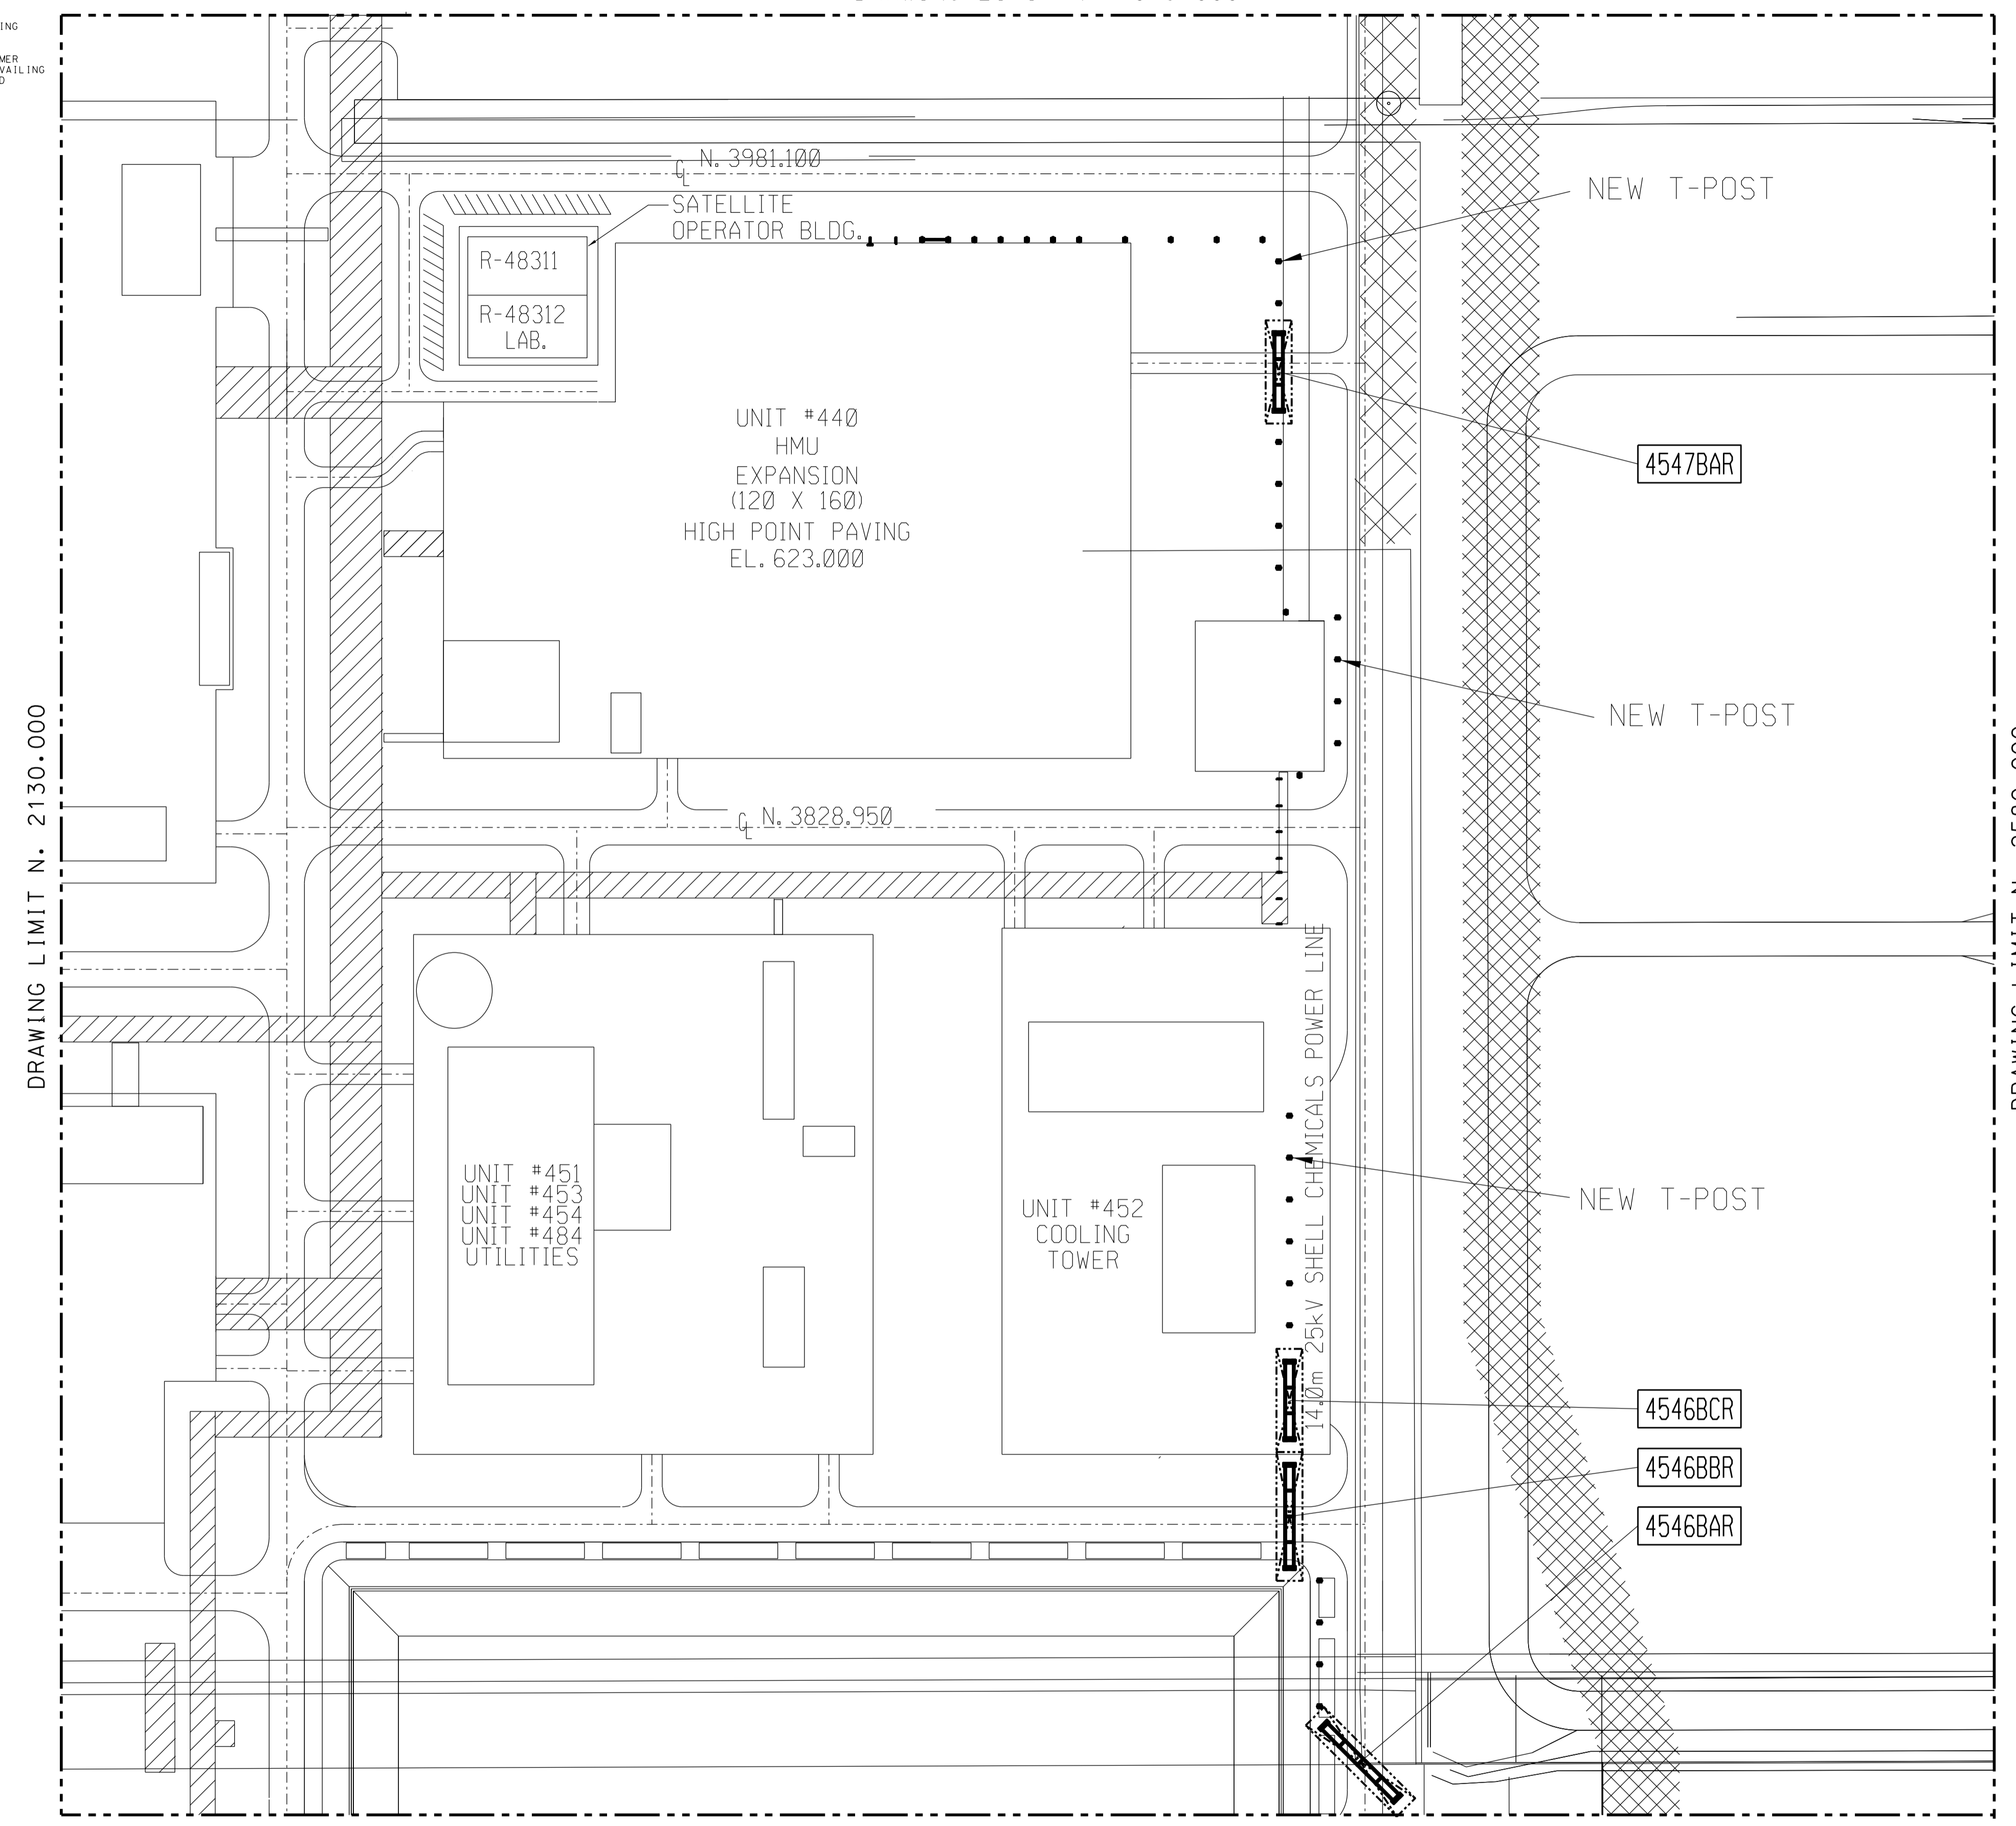 ING
MER
VAILING
D
N. 3981.100
SATELLITE
OPERATOR BLDG.
R-48311
R-48312
LAB.
NEW T-POST
UNIT #440
HMU
EXPANSION
(120 X 160)
HIGH POINT PAVING
EL. 623.000
4547BAR
NEW T-POST
DRAWING LIMIT N. 2130.000
N. 3828.950
14.0m 25kV SHELL CHEMICALS POWER LINE
UNIT #451
UNIT #453
UNIT #454
UNIT #484
UTILITIES
UNIT #452
COOLING
TOWER
NEW T-POST
4546BCR
4546BBR
4546BAR